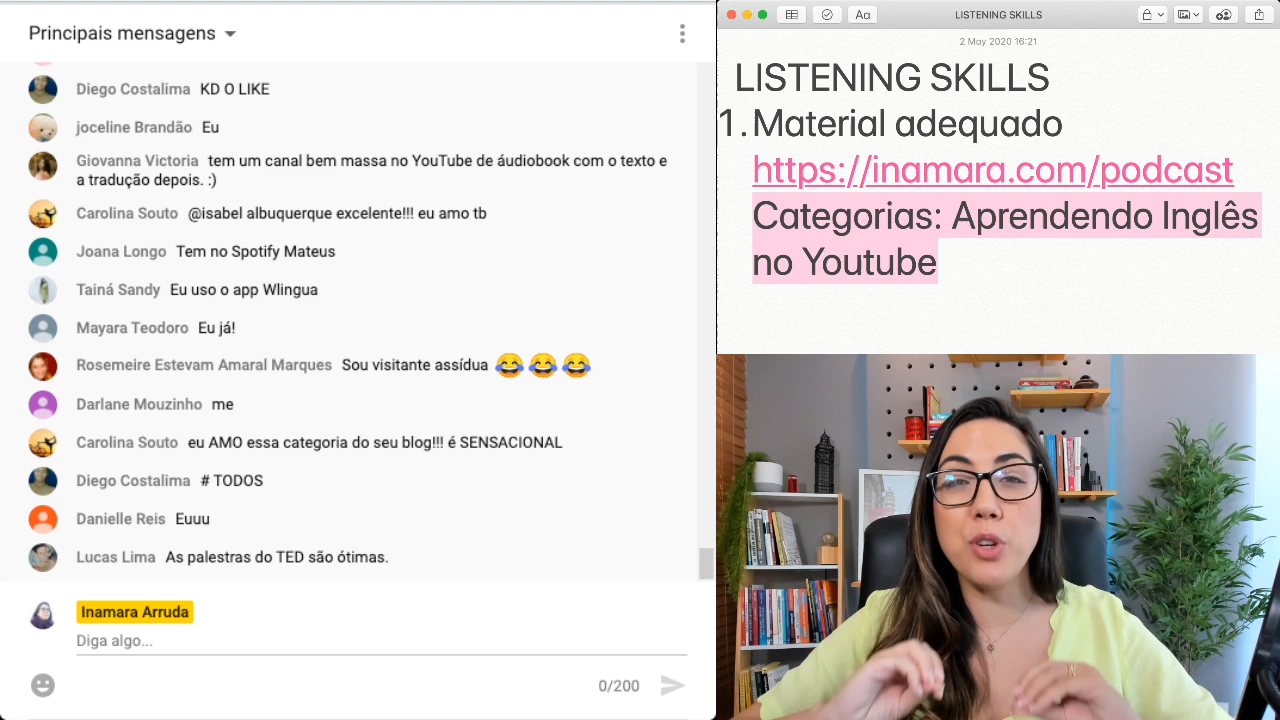 Principais mensagens
Diego Costalima KD O LIKE
joceline Brandão Eu
Giovanna Victoria tem um canal bem massa no YouTube de áudiobook com o texto e
a tradução depois. :)
Carolina Souto @isabel albuquerque excelente!!! eu amo tb
Joana Longo Tem no Spotify Mateus
Tainá Sandy Eu uso o app Wlingua
Mayara Teodoro Eu já!
Rosemeire Estevam Amaral Marques Sou visitante assídua 😂😂😂
Darlane Mouzinho me
Carolina Souto eu AMO essa categoria do seu blog!!! é SENSACIONAL
Diego Costalima # TODOS
Danielle Reis Euuu
Lucas Lima As palestras do TED são ótimas.
Inamara Arruda
Diga algo...
0/200
Aa
LISTENING SKILLS
2 May 2020 16:21
LISTENING SKILLS
1. Material adequado
https://inamara.com/podcast
Categorias: Aprendendo Inglês
no Youtube